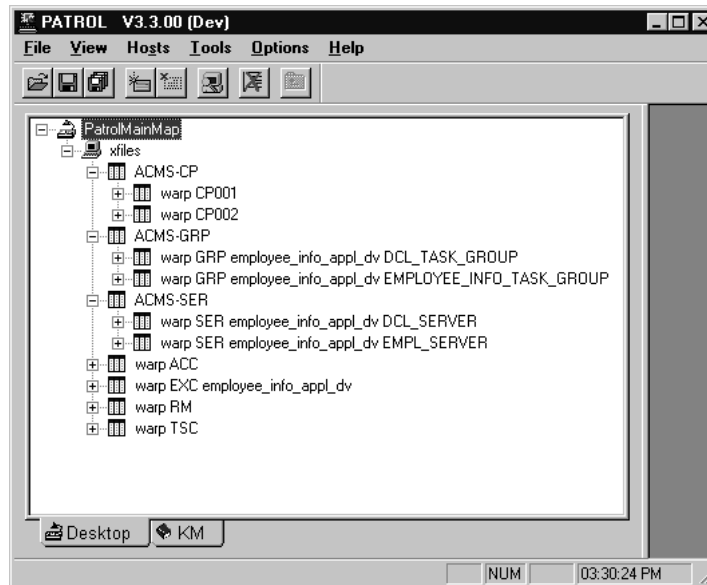 PATROL V3.3.00 (Dev)
File View Hosts Tools Options Help
PatrolMainMap
xfiles
ACMS-CP
warp CP001
warp CP002
ACMS-GRP
warp GRP employee_info_appl_dv DCL_TASK_GROUP
warp GRP employee_info_appl_dv EMPLOYEE_INFO_TASK_GROUP
ACMS-SER
warp SER employee_info_appl_dv DCL_SERVER
warp SER employee_info_appl_dv EMPL_SERVER
warp ACC
warp EXC employee_info_appl_dv
warp RM
warp TSC
Desktop KM
NUM 03:30:24 PM